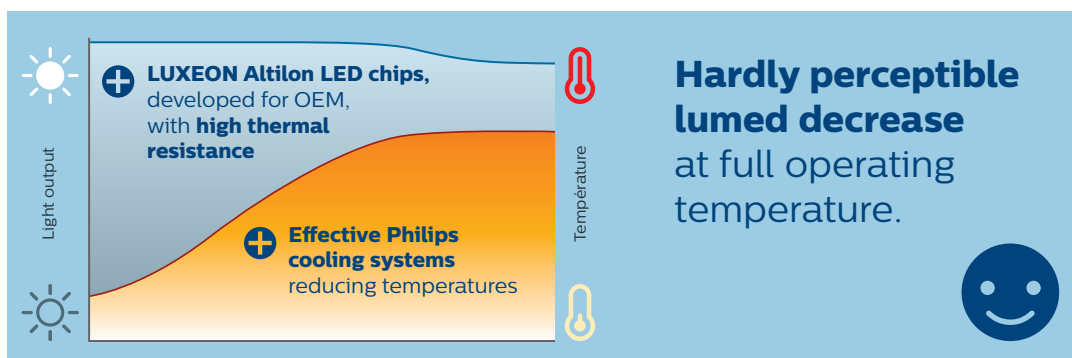 LUXEON Altilon LED chips,
developed for OEM,
with high thermal
resistance
Light output
Température
Effective Philips
cooling systems
reducing temperatures
Hardly perceptible
lumed decrease
at full operating
temperature.